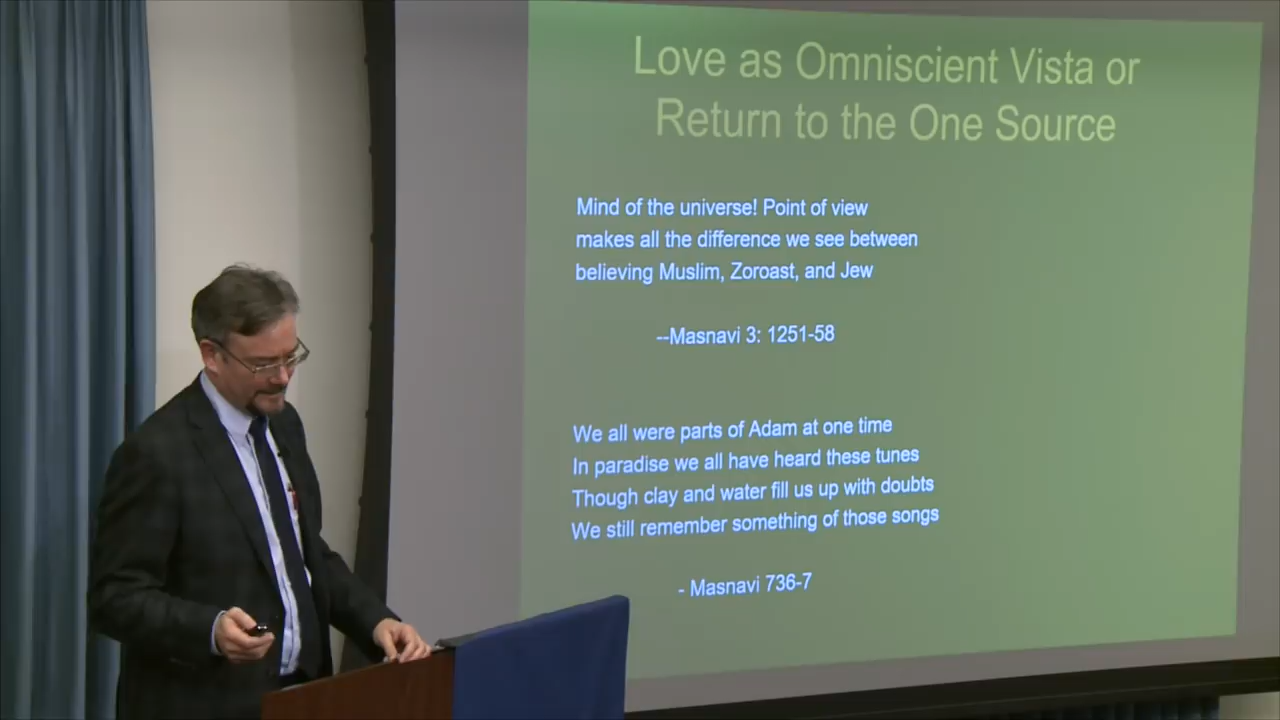 Love as Omniscient Vista or
Return to the One Source
Mind of the universe! Point of view
makes all the difference we see between
believing Muslim, Zoroast, and Jew
--Masnavi 3: 1251-58
We all were parts of Adam at one time
In paradise we all have heard these tunes
Though clay and water fill us up with doubts
We still remember something of those songs
- Masnavi 736-7